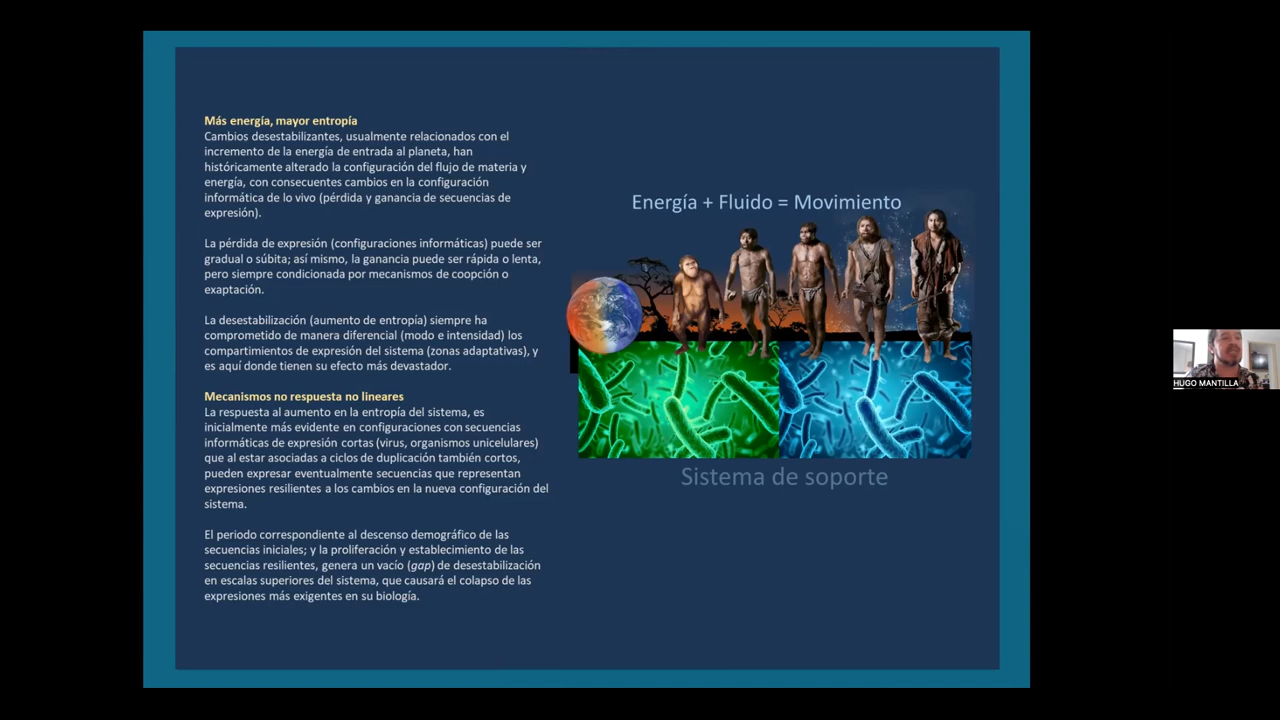 Más energía, mayor entropía
Cambios desestabilizantes, usualmente relacionados con el
incremento de la energía de entrada al planeta, han
históricamente alterado la configuración del flujo de materia y
energía, con consecuentes cambios en la configuración
informática de lo vivo (pérdida y ganancia de secuencias de
expresión).
La pérdida de expresión (configuraciones informáticas) puede ser
gradual o súbita; así mismo, la ganancia puede ser rápida o lenta,
pero siempre condicionada por mecanismos de coopción o
exaptación.
La desestabilización (aumento de entropía) siempre ha
comprometido de manera diferencial (modo e intensidad) los
compartimientos de expresión del sistema (zonas adaptativas), y
es aquí donde tienen su efecto más devastador.
Mecanismos no respuesta no lineares
La respuesta al aumento en la entropía del sistema, es
inicialmente más evidente en configuraciones con secuencias
informáticas de expresión cortas (virus, organismos unicelulares)
que al estar asociadas a ciclos de duplicación también cortos,
pueden expresar eventualmente secuencias que representan
expresiones resilientes a los cambios en la nueva configuración del
sistema.
El periodo correspondiente al descenso demográfico de las
secuencias iniciales; y la proliferación y establecimiento de las
secuencias resilientes, genera un vacío (gap) de desestabilización
en escalas superiores del sistema, que causará el colapso de las
expresiones más exigentes en su biología.
Energía + Fluido = Movimiento
Sistema de soporte
HUGO MANTILLA